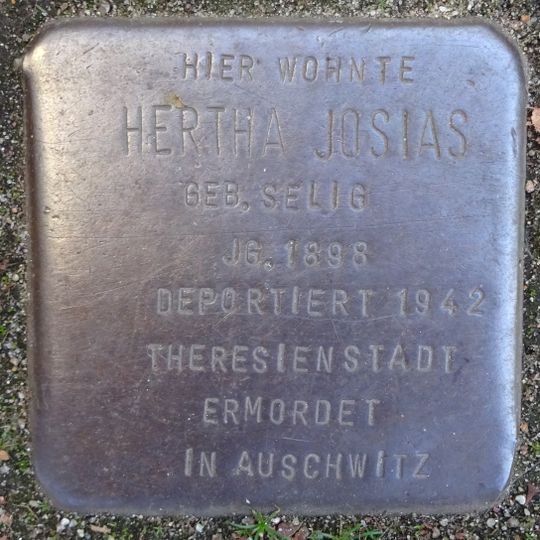 HIER WOHNTE
HERTHA JOSIAS
GEB. SELIG
JG. 1898
DEPORTIERT 1942
THERESIENSTADT
ERMORDET
IN AUSCHWITZ